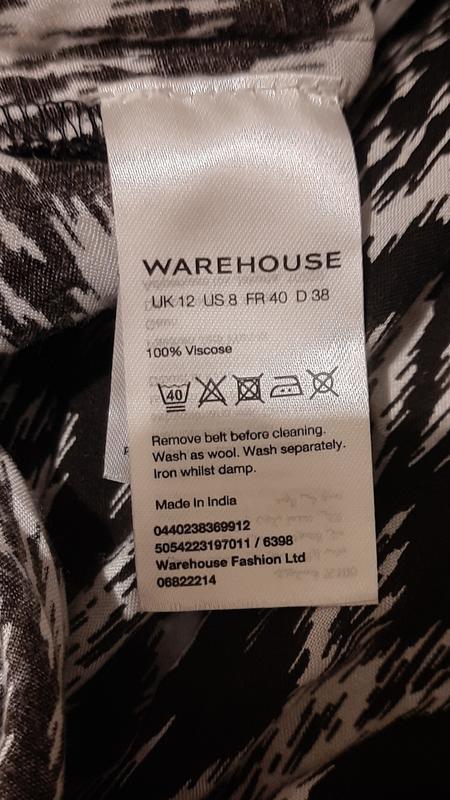 WAREHOUSE
UK 12 US 8 FR 40 D 38
100% Viscose
40
Remove belt before cleaning.
Wash as wool. Wash separately.
Iron whilst damp.
Made In India
0440238369912
5054223197011 / 6398
Warehouse Fashion Ltd
06822214